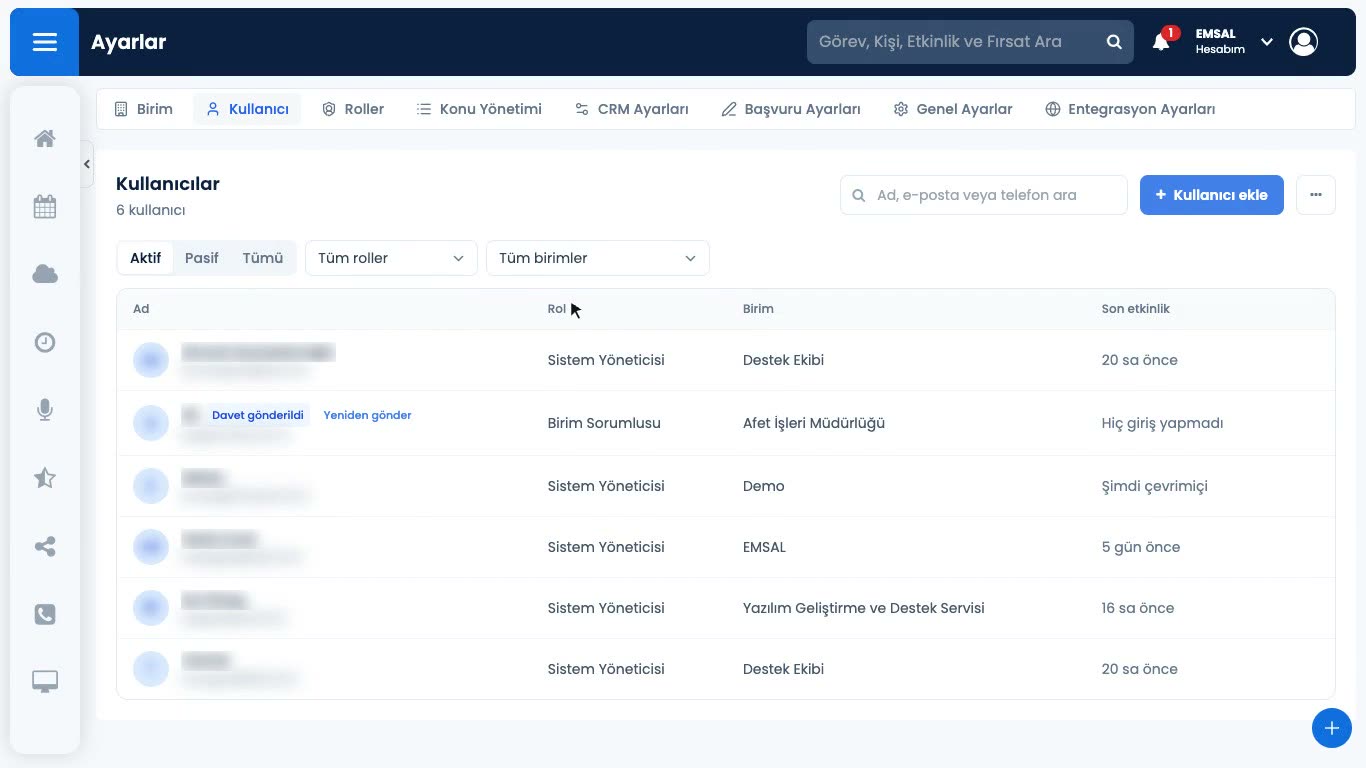 Ayarlar
Görev, Kişi, Etkinlik ve Fırsat Ara
1
EMSAL
Hesabım
Birim
Kullanıcı
Roller
Konu Yönetimi
CRM Ayarları
Başvuru Ayarları
Genel Ayarlar
Entegrasyon Ayarları
Kullanıcılar
6 kullanıcı
Ad, e-posta veya telefon ara
+ Kullanıcı ekle
Aktif
Pasif
Tümü
Tüm roller
Tüm birimler
Ad Rol Birim Son etkinlik
Sistem Yöneticisi Destek Ekibi 20 sa önce
Davet gönderildi Yeniden gönder
Birim Sorumlusu Afet İşleri Müdürlüğü Hiç giriş yapmadı
Sistem Yöneticisi Demo Şimdi çevrimiçi
Sistem Yöneticisi EMSAL 5 gün önce
Sistem Yöneticisi Yazılım Geliştirme ve Destek Servisi 16 sa önce
Sistem Yöneticisi Destek Ekibi 20 sa önce